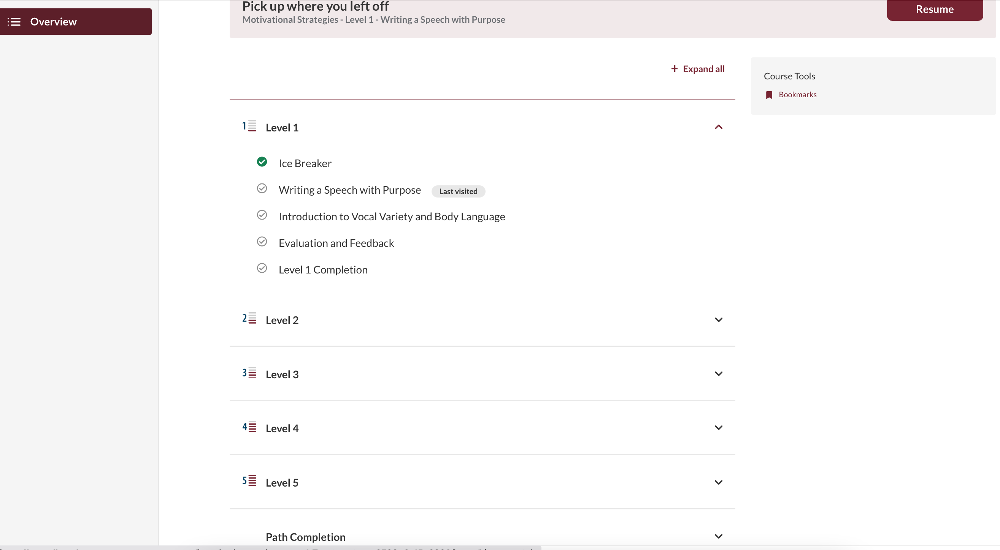 Overview
Pick up where you left off
Motivational Strategies - Level 1 - Writing a Speech with Purpose
Resume
+ Expand all
Course Tools
Bookmarks
1 Level 1
Ice Breaker
Writing a Speech with Purpose Last visited
Introduction to Vocal Variety and Body Language
Evaluation and Feedback
Level 1 Completion
2 Level 2
3 Level 3
4 Level 4
5 Level 5
Path Completion